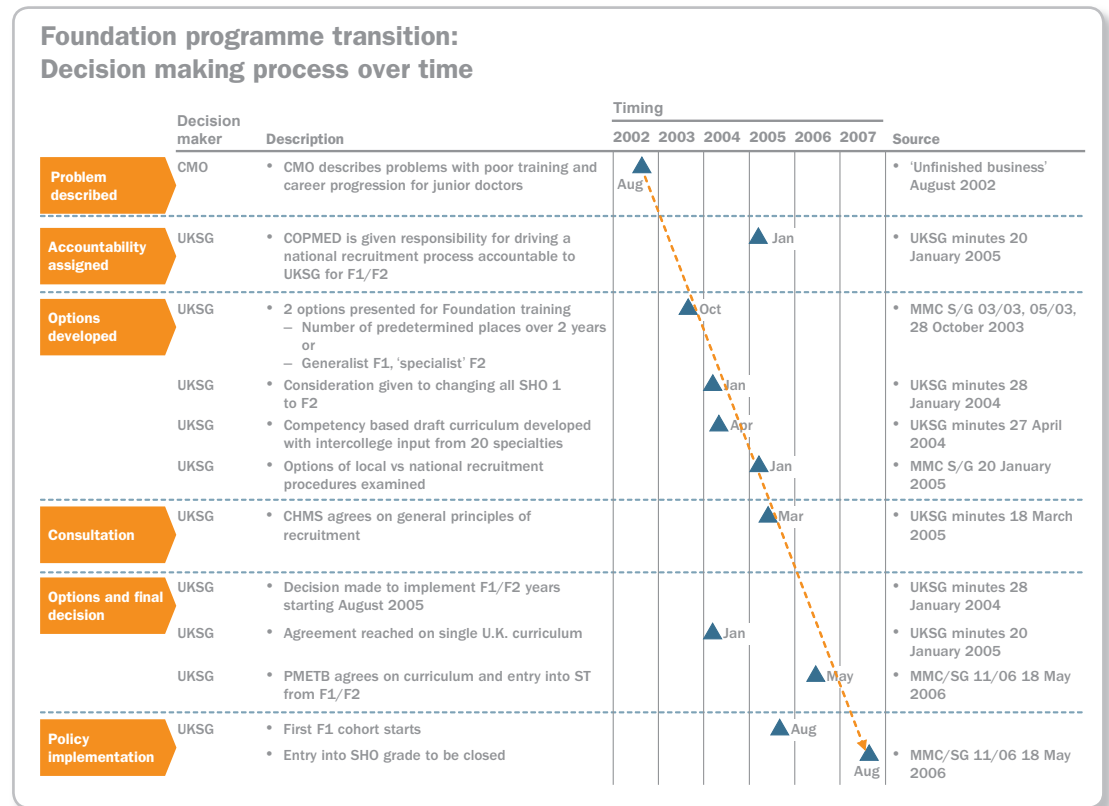 Foundation programme transition:
Decision making process over time
Timing
Decision
maker
Description
2002 2003 2004 2005 2006 2007
Source
Problem
described
CMO
• CMO describes problems with poor training and
career progression for junior doctors
Aug
• ‘Unfinished business’
August 2002
Accountability
assigned
UKSG
• COPMED is given responsibility for driving a
national recruitment process accountable to
UKSG for F1/F2
Jan
• UKSG minutes 20
January 2005
Options
developed
UKSG
• 2 options presented for Foundation training
– Number of predetermined places over 2 years
or
– Generalist F1, ‘specialist’ F2
Oct
• MMC S/G 03/03, 05/03,
28 October 2003
UKSG
• Consideration given to changing all SHO 1
to F2
Jan
• UKSG minutes 28
January 2004
UKSG
• Competency based draft curriculum developed
with intercollege input from 20 specialties
Apr
• UKSG minutes 27 April
2004
UKSG
• Options of local vs national recruitment
procedures examined
Jan
• MMC S/G 20 January
2005
Consultation
UKSG
• CHMS agrees on general principles of
recruitment
Mar
• UKSG minutes 18 March
2005
Options and final
decision
UKSG
• Decision made to implement F1/F2 years
starting August 2005
• UKSG minutes 28
January 2004
UKSG
• Agreement reached on single U.K. curriculum
Jan
• UKSG minutes 20
January 2005
UKSG
• PMETB agrees on curriculum and entry into ST
from F1/F2
May
• MMC/SG 11/06 18 May
2006
Policy
implementation
UKSG
• First F1 cohort starts
Aug
• Entry into SHO grade to be closed
Aug
• MMC/SG 11/06 18 May
2006